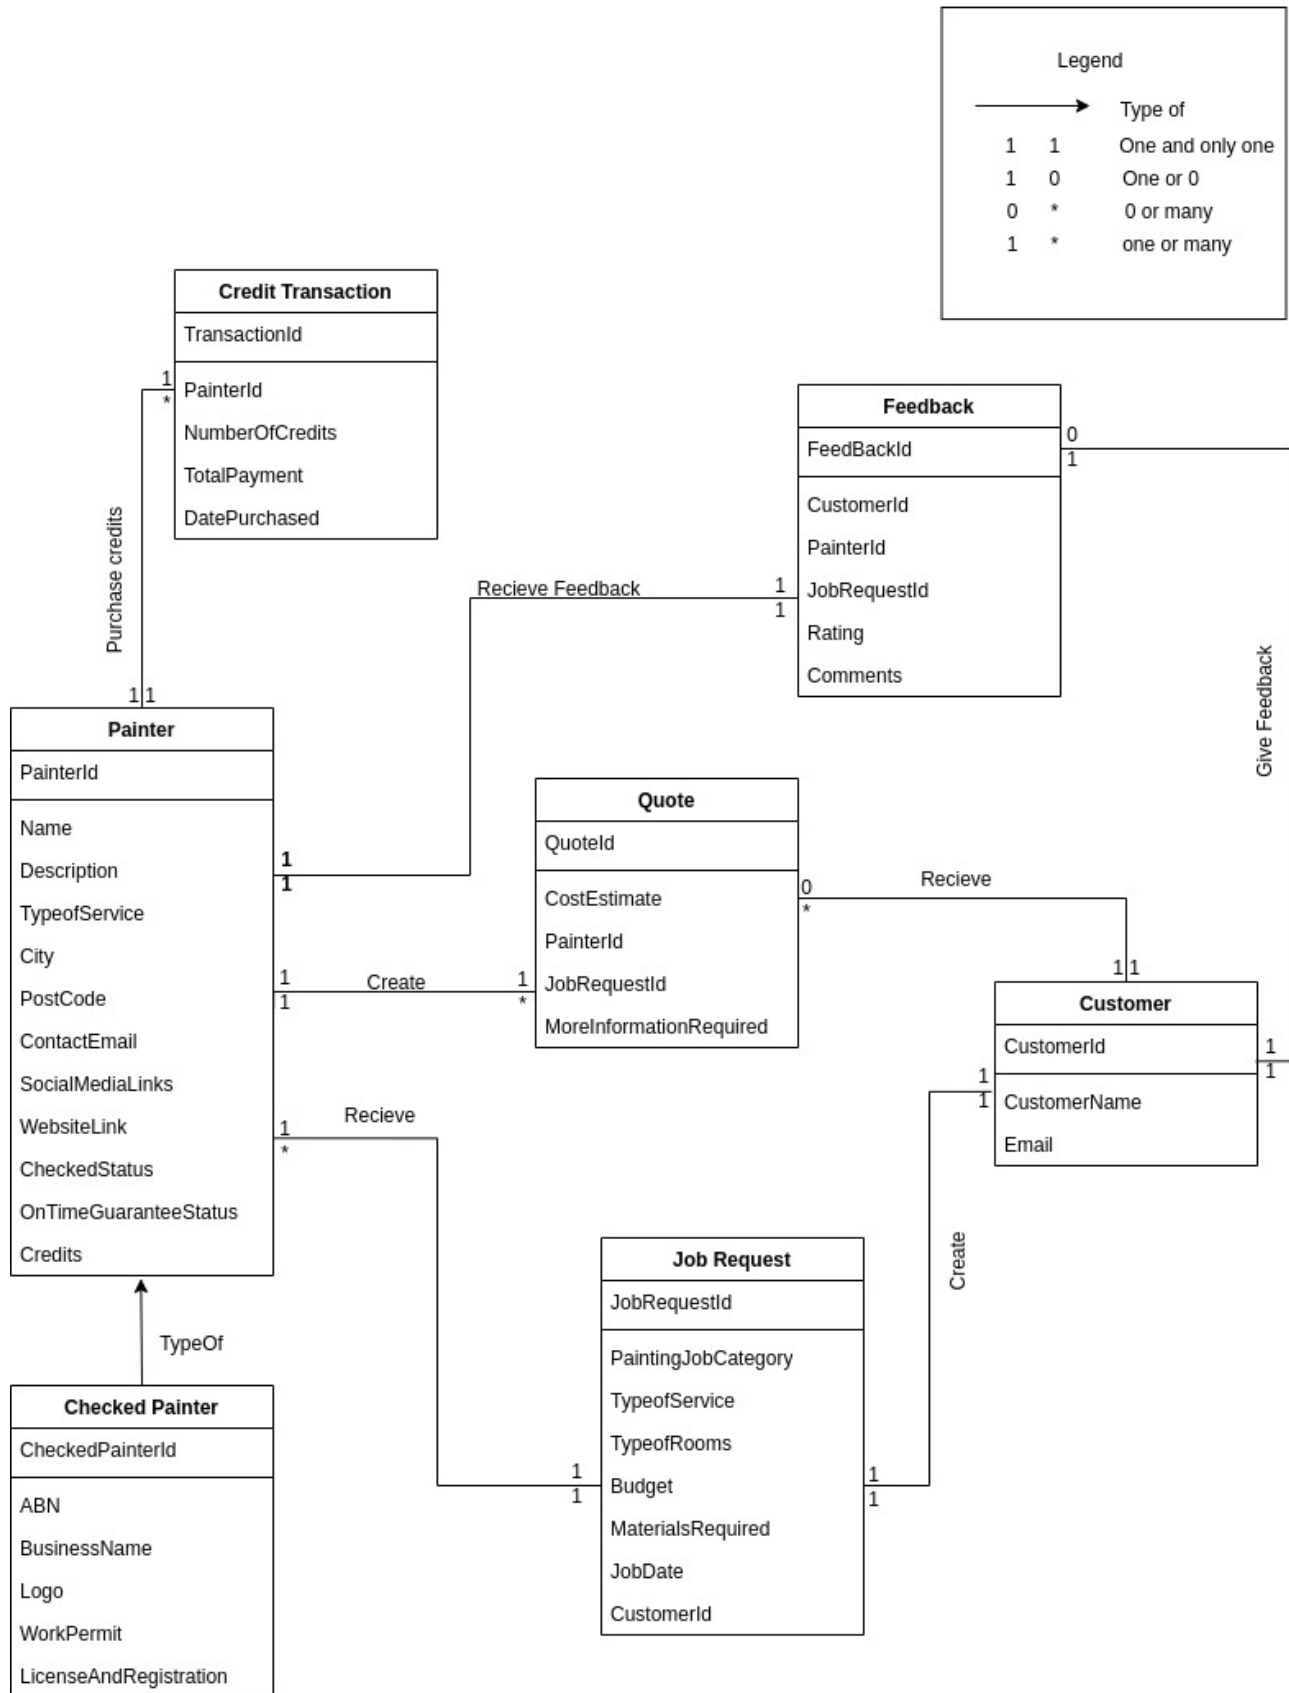 Legend
Type of
1 1 One and only one
1 0 One or 0
0 * 0 or many
1 * one or many
Credit Transaction
TransactionId
PainterId
NumberOfCredits
TotalPayment
DatePurchased
1
*
Purchase credits
1 1
Feedback
FeedBackId
CustomerId
PainterId
JobRequestId
Rating
Comments
0
1
Give Feedback
Recieve Feedback
1
1
Painter
PainterId
Name
Description
TypeofService
City
PostCode
ContactEmail
SocialMediaLinks
WebsiteLink
CheckedStatus
OnTimeGuaranteeStatus
Credits
1
1
1
1
Create
1
*
1
*
Recieve
Quote
QuoteId
CostEstimate
PainterId
JobRequestId
MoreInformationRequired
0
*
Recieve
1 1
Customer
CustomerId
CustomerName
Email
1
1
1
1
Create
Job Request
JobRequestId
PaintingJobCategory
TypeofService
TypeofRooms
Budget
MaterialsRequired
JobDate
CustomerId
1
1
1
1
TypeOf
Checked Painter
CheckedPainterId
ABN
BusinessName
Logo
WorkPermit
LicenseAndRegistration